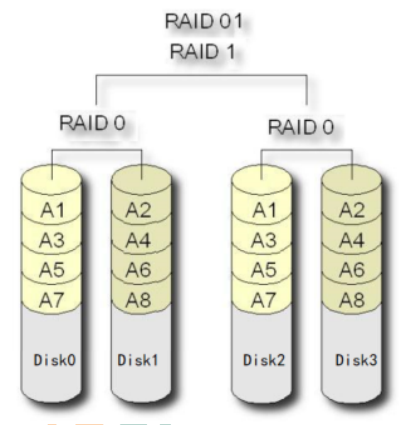 RAID 01
RAID 1
RAID 0 RAID 0
A1 A2 A1 A2
A3 A4 A3 A4
A5 A6 A5 A6
A7 A8 A7 A8
Disk0 Disk1 Disk2 Disk3